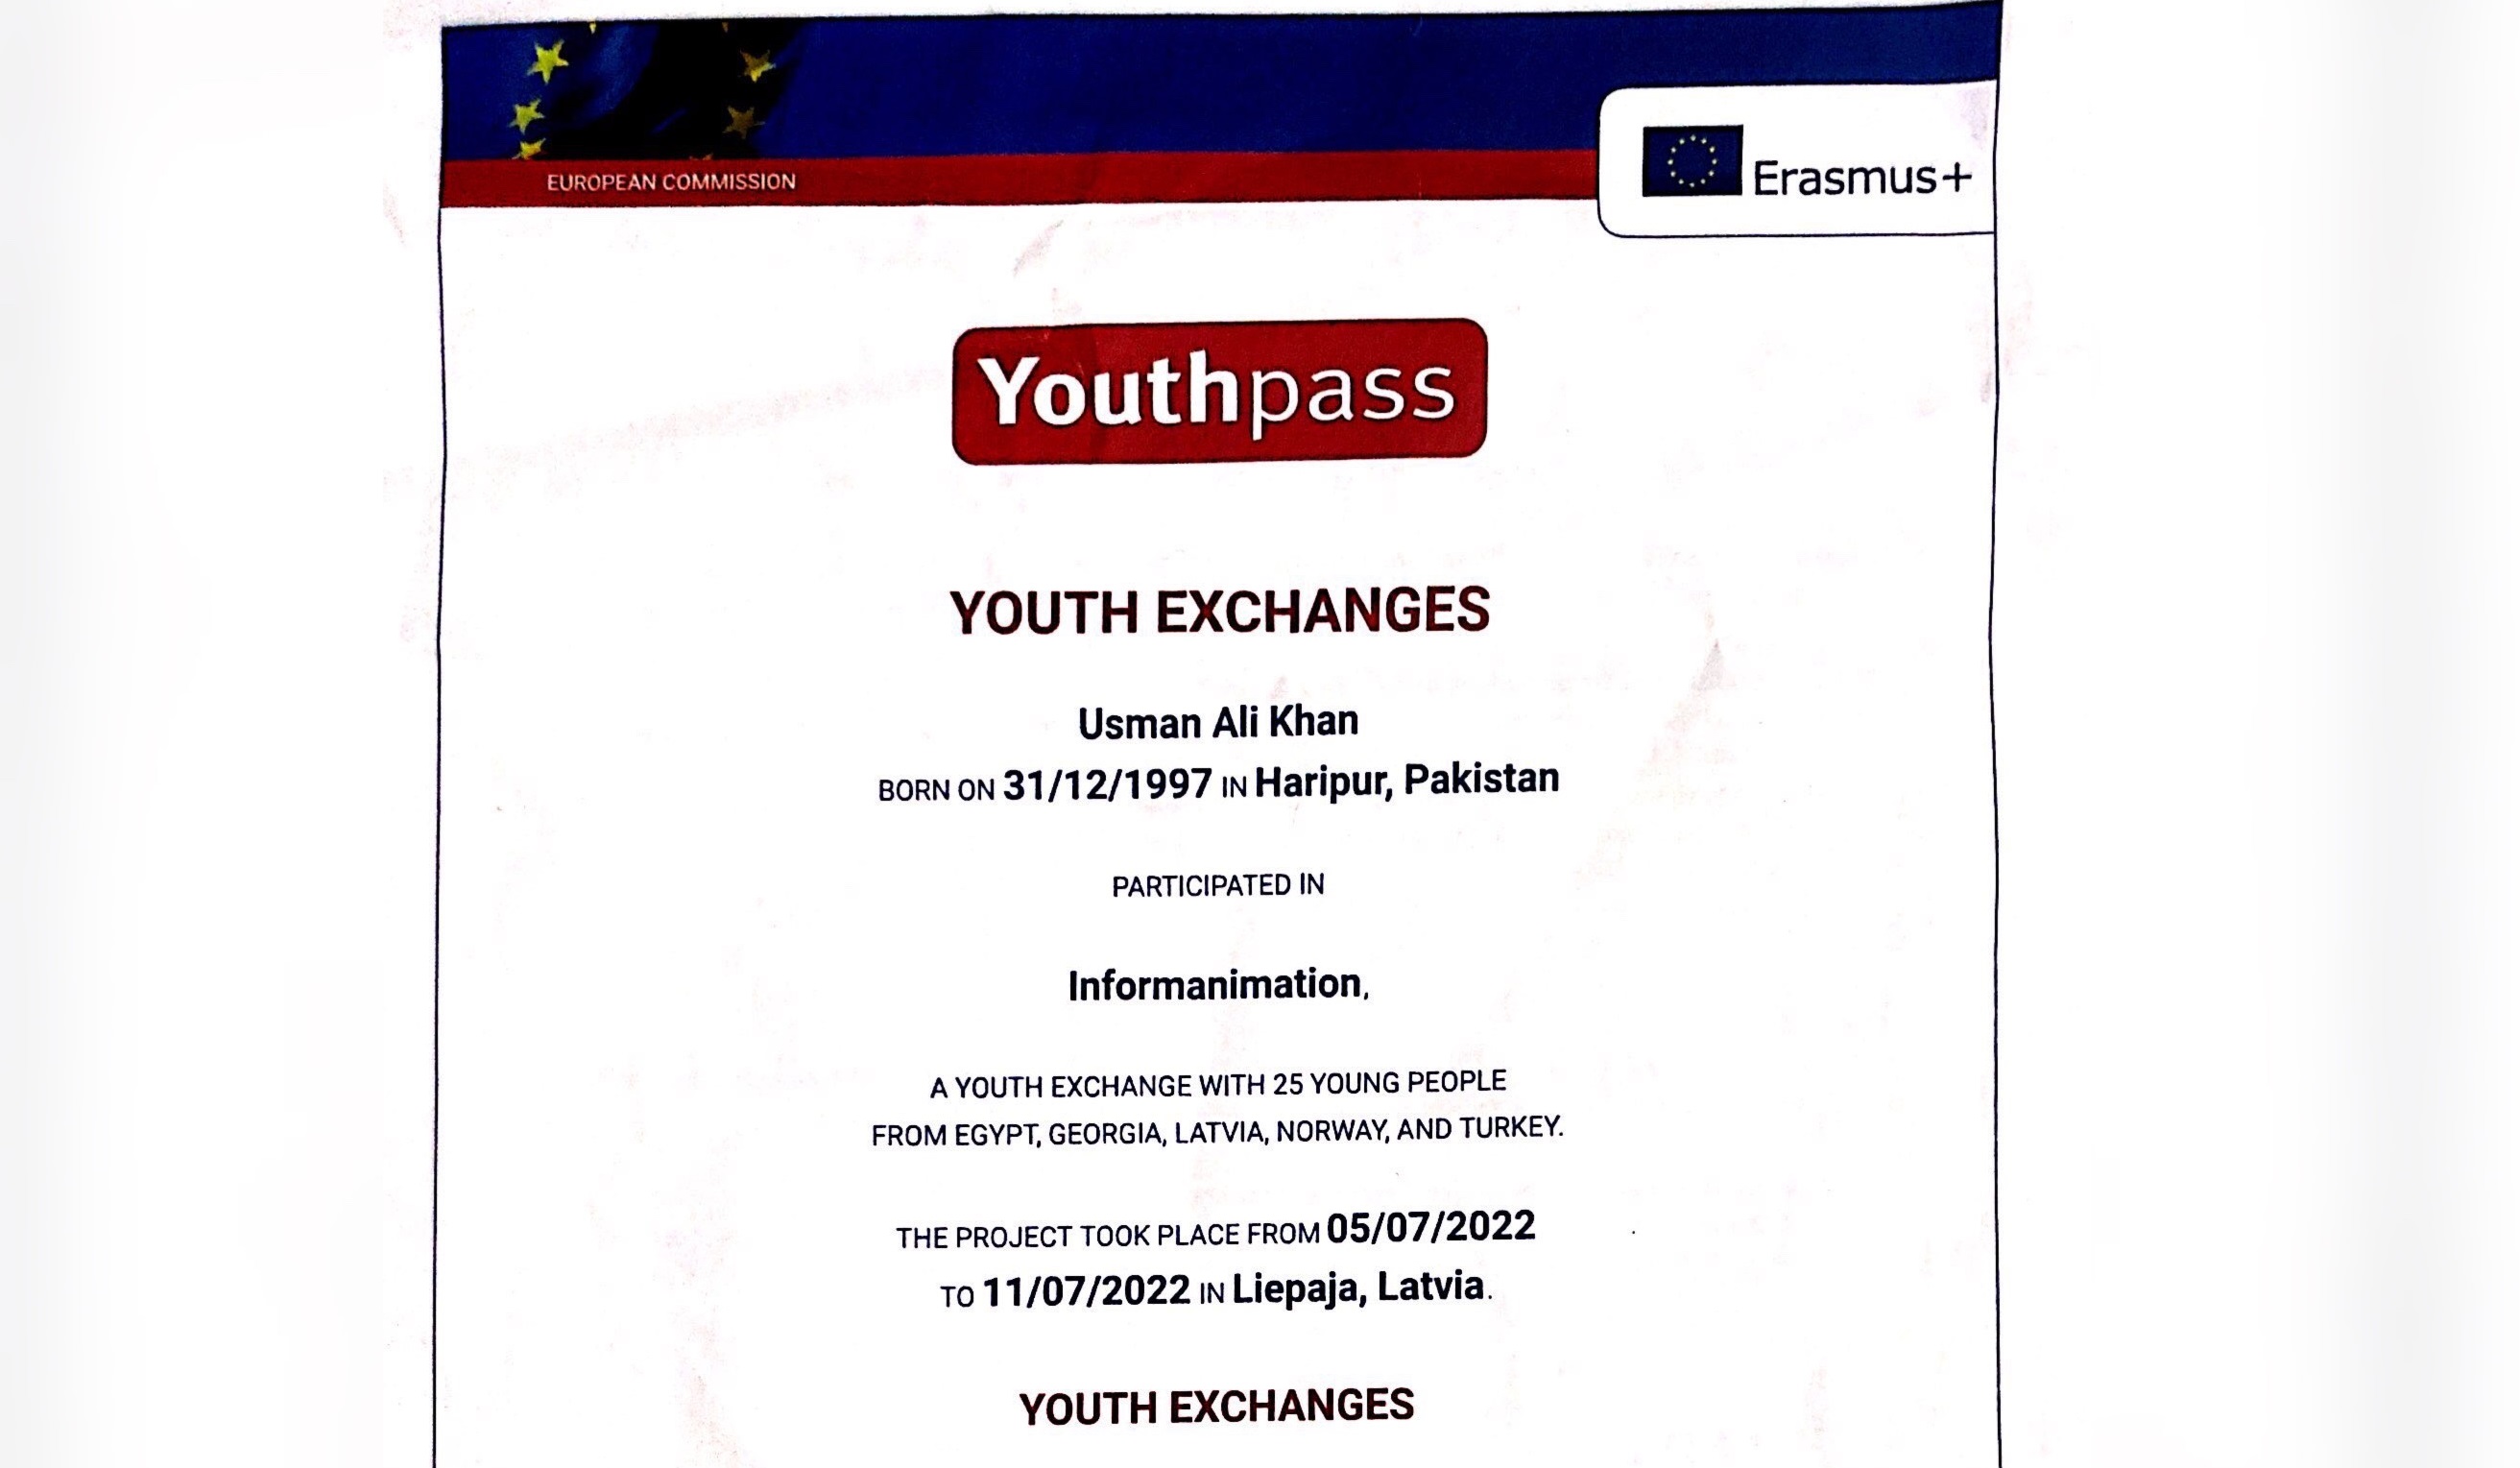 EUROPEAN COMMISSION
Erasmus+
Youthpass
YOUTH EXCHANGES
Usman Ali Khan
BORN ON 31/12/1997 IN Haripur, Pakistan
PARTICIPATED IN
Informanimation,
A YOUTH EXCHANGE WITH 25 YOUNG PEOPLE
FROM EGYPT, GEORGIA, LATVIA, NORWAY, AND TURKEY.
THE PROJECT TOOK PLACE FROM 05/07/2022
TO 11/07/2022 IN Liepaja, Latvia.
YOUTH EXCHANGES